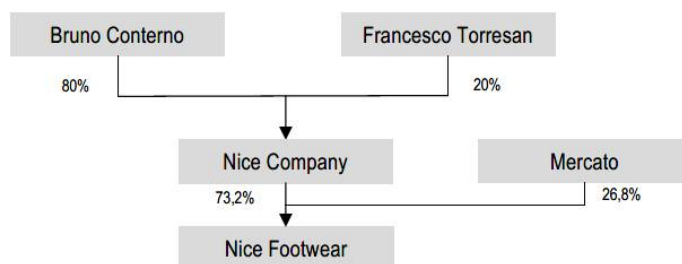 Bruno Conterno
Francesco Torresan
80%
20%
Nice Company
Mercato
73,2%
26,8%
Nice Footwear